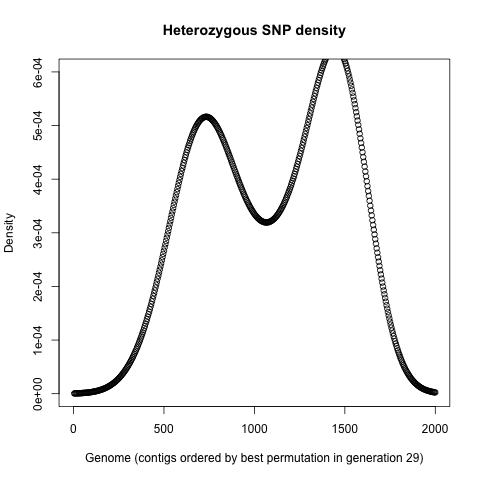 Heterozygous SNP density
6e-04
5e-04
4e-04
3e-04
2e-04
1e-04
0e+00
Density
0 500 1000 1500 2000
Genome (contigs ordered by best permutation in generation 29)